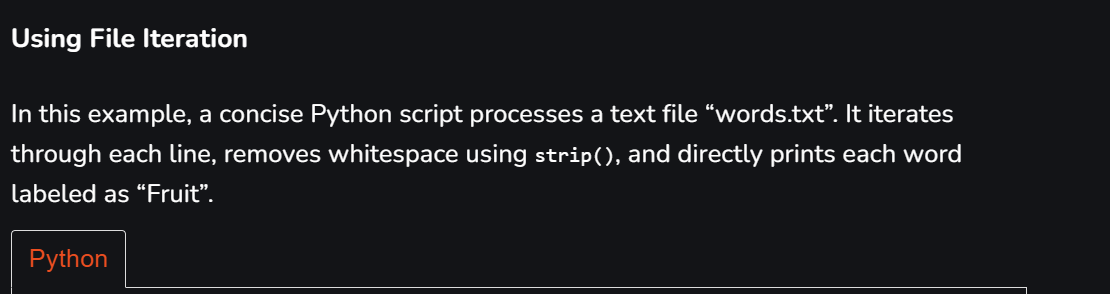 Using File Iteration
In this example, a concise Python script processes a text file “words.txt”. It iterates
through each line, removes whitespace using strip(), and directly prints each word
labeled as “Fruit”.
Python